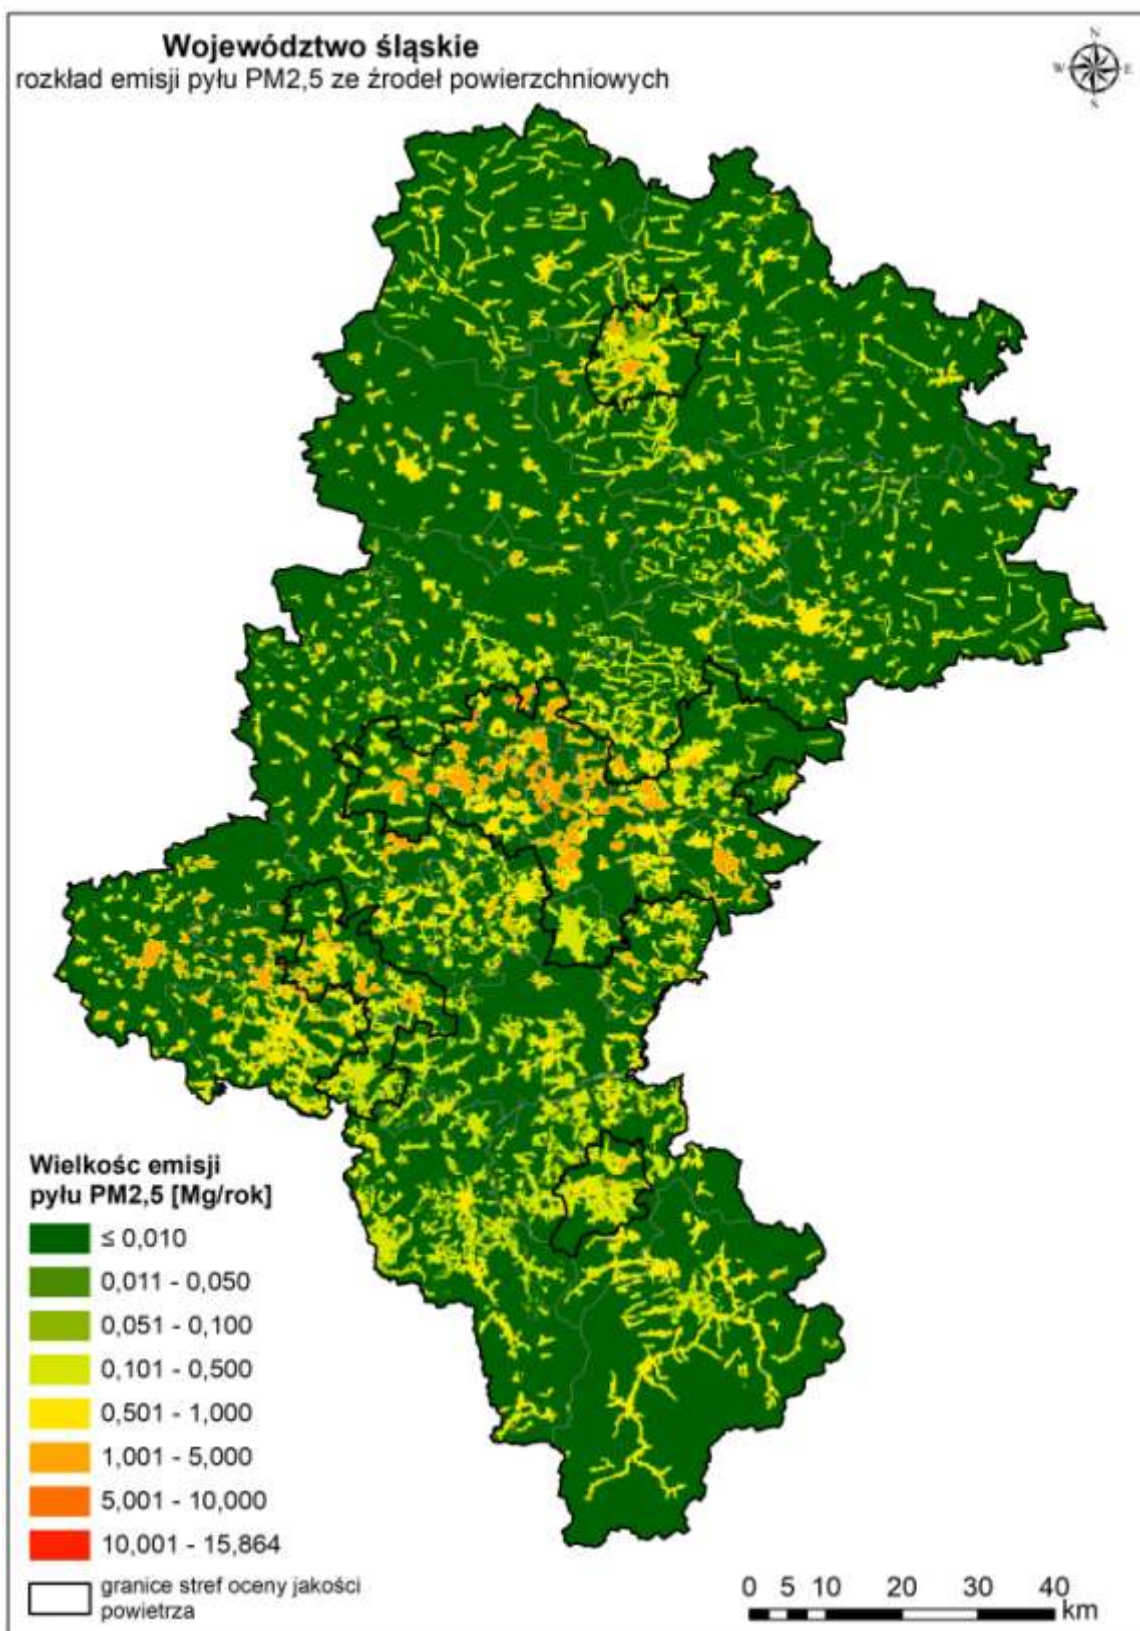 Województwo śląskie
rozkład emisji pyłu PM2,5 ze źrodeł powierzchniowych
N
W E
S
Wielkośc emisji
pyłu PM2,5 [Mg/rok]
≤ 0,010
0,011 - 0,050
0,051 - 0,100
0,101 - 0,500
0,501 - 1,000
1,001 - 5,000
5,001 - 10,000
10,001 - 15,864
granice stref oceny jakości
powietrza
0 5 10 20 30 40
km